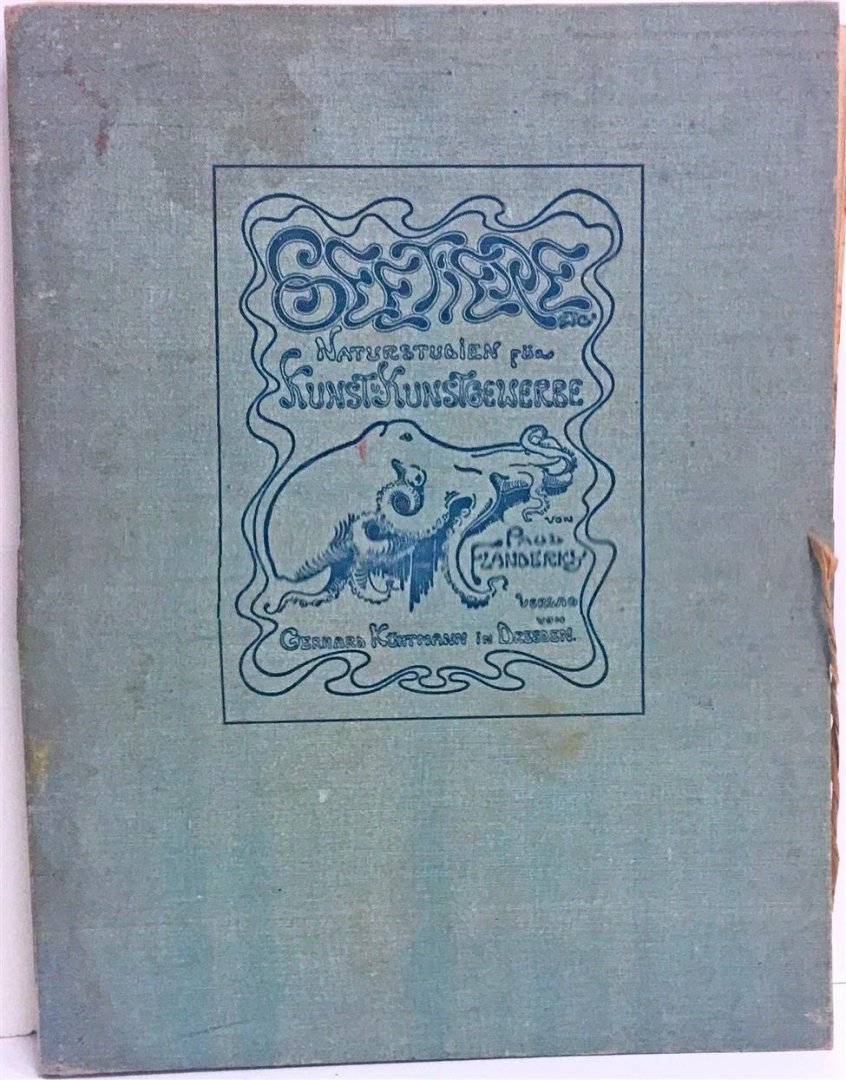 SEETIERE
ETC.
NATURSTUDIEN FÜR
KUNST U. KUNSTGEWERBE
VON
PAUL
FLANDERKY
VERLAG
VON
GERHARD KÜHTMANN IN DRESDEN.